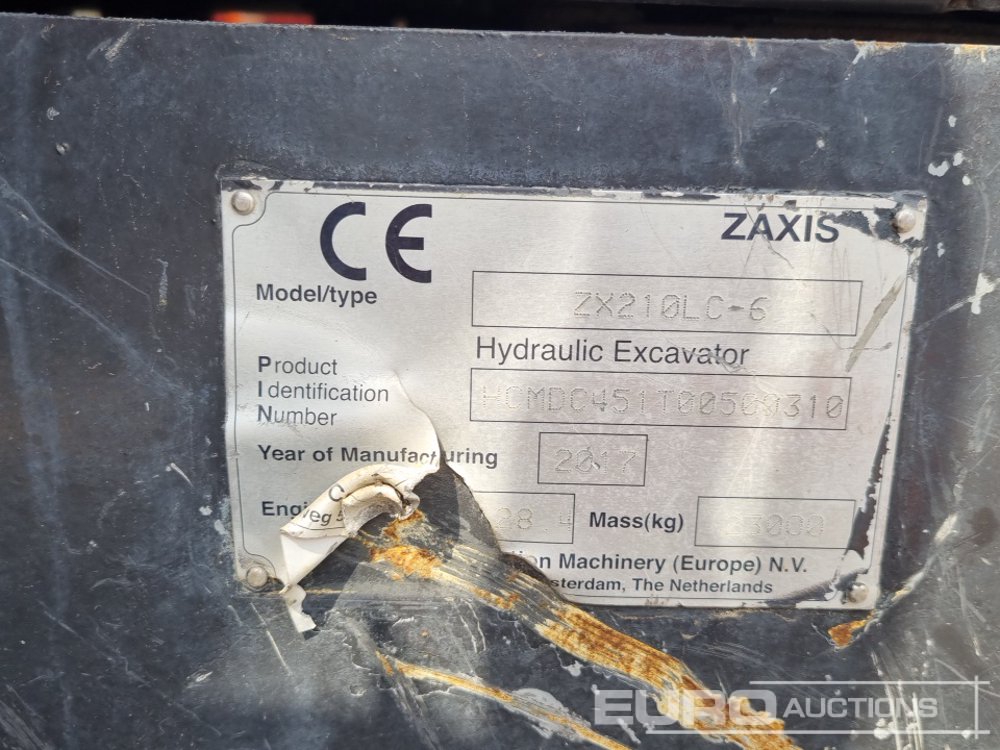 CE
ZAXIS
Model/type ZX210LC-6
Hydraulic Excavator
Product
Identification
Number
HCMDC451T00500310
Year of Manufacturing 2017
Mass(kg)
Machinery (Europe) N.V.
The Netherlands
EURO AUCTIONS